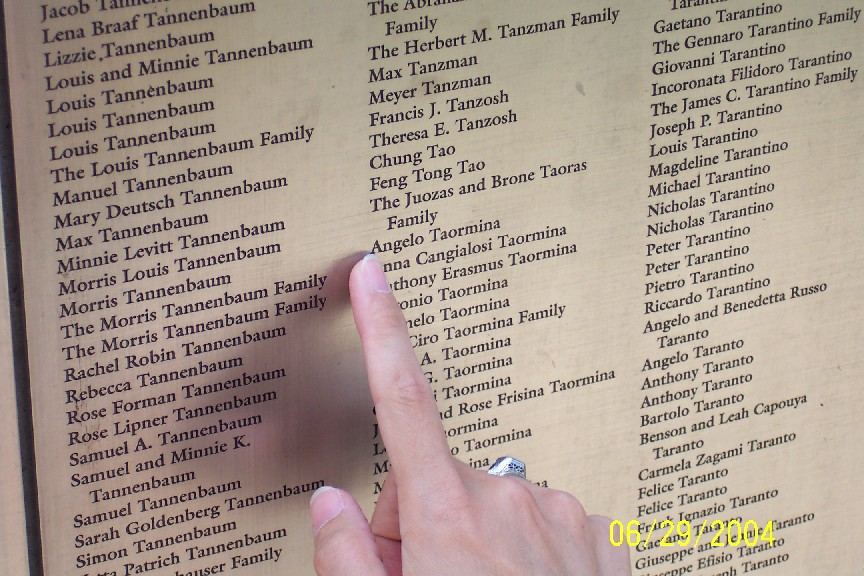 Jacob
Lena Braaf Tannenbaum
Lizzie Tannenbaum
Louis and Minnie Tannenbaum
Louis Tannenbaum
Louis Tannenbaum
Louis Tannenbaum
The Louis Tannenbaum Family
Manuel Tannenbaum
Mary Deutsch Tannenbaum
Max Tannenbaum
Minnie Levitt Tannenbaum
Morris Louis Tannenbaum
Morris Tannenbaum
The Morris Tannenbaum Family
The Morris Tannenbaum Family
Rachel Robin Tannenbaum
Rebecca Tannenbaum
Rose Forman Tannenbaum
Rose Lipner Tannenbaum
Samuel A. Tannenbaum
Samuel and Minnie K.
Tannenbaum
Samuel Tannenbaum
Sarah Goldenberg Tannenbaum
Simon Tannenbaum
Patrich Tannenbaum
Family
The
Family
The Herbert M. Tanzman Family
Max Tanzman
Meyer Tanzman
Francis J. Tanzosh
Theresa E. Tanzosh
Chung Tao
Feng Tong Tao
The Juozas and Brone Taoras
Family
Angelo Taormina
Cangialosi Taormina
Erasmus Taormina
Taormina
Taormina
Ciro Taormina Family
A. Taormina
G. Taormina
Taormina
and Rose Frisina Taormina
Taormina
Taormina
Gaetano Tarantino
The Gennaro Tarantino Family
Giovanni Tarantino
Incoronata Filidoro Tarantino
The James C. Tarantino Family
Joseph P. Tarantino
Louis Tarantino
Magdeline Tarantino
Michael Tarantino
Nicholas Tarantino
Nicholas Tarantino
Peter Tarantino
Peter Tarantino
Pietro Tarantino
Riccardo Tarantino
Angelo and Benedetta Russo
Taranto
Angelo Taranto
Anthony Taranto
Anthony Taranto
Bartolo Taranto
Benson and Leah Capouya
Taranto
Carmela Zagami Taranto
Felice Taranto
Felice Taranto
Frank Ignazio Taranto
Taranto
Giuseppe Efisio Taranto
Taranto
06/29/2004